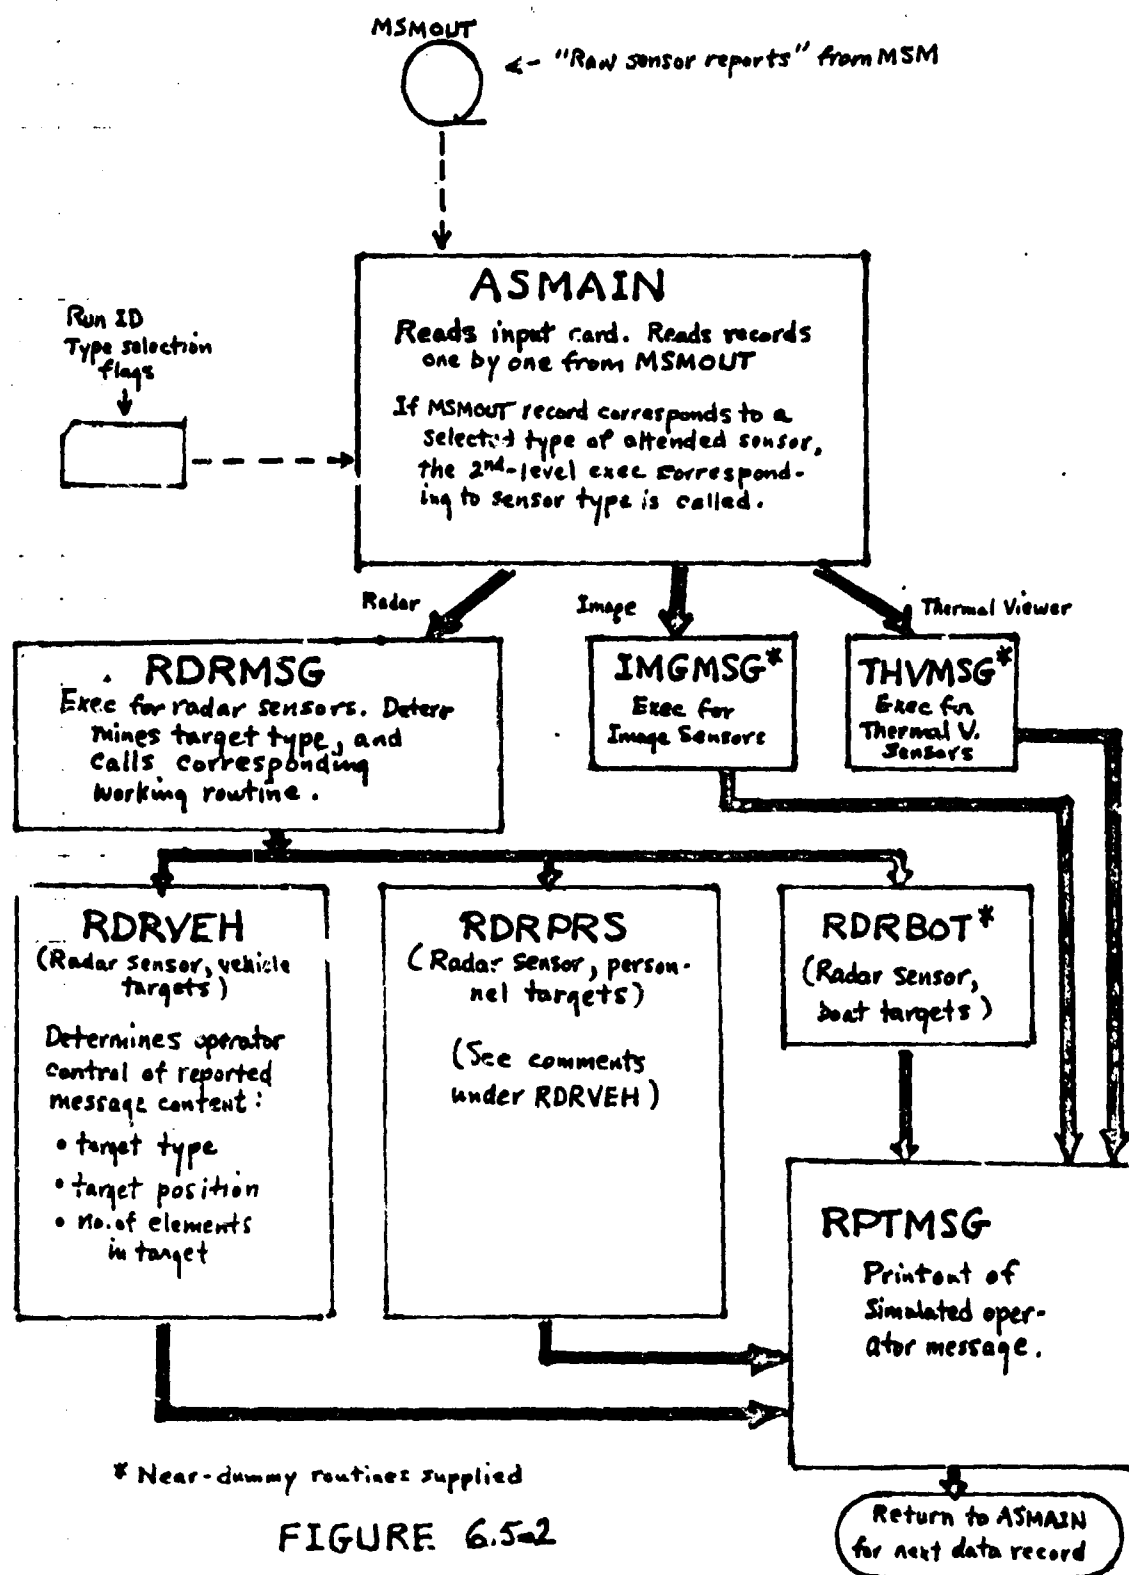 MSMOUT
"Raw sensor reports" from MSM
ASMAIN
Reads input card. Reads records
one by one from MSMOUT
If MSMOUT record corresponds to a
selected type of attended sensor,
the 2nd-level exec correspond-
ing to sensor type is called.
Run ID
Type selection
flags
Radar
Image
Thermal Viewer
RDRMSG
Exec for radar sensors. Deter
mines target type, and
calls corresponding
working routine.
IMGMSG*
Exec for
Image Sensors
THVMSG*
Exec for
Thermal V.
Sensors
RDRVEH
(Radar sensor, vehicle
targets)
Determines operator
control of reported
message content:
• target type
• target position
• no. of elements
in target
RDRPRS
(Radar sensor, person-
nel targets)
(See comments
under RDRVEH)
RDRBOT*
(Radar sensor,
boat targets)
RPTMSG
Printout of
simulated oper-
ator message.
* Near-dummy routines supplied
FIGURE 6.5-2
Return to ASMAIN
for next data record